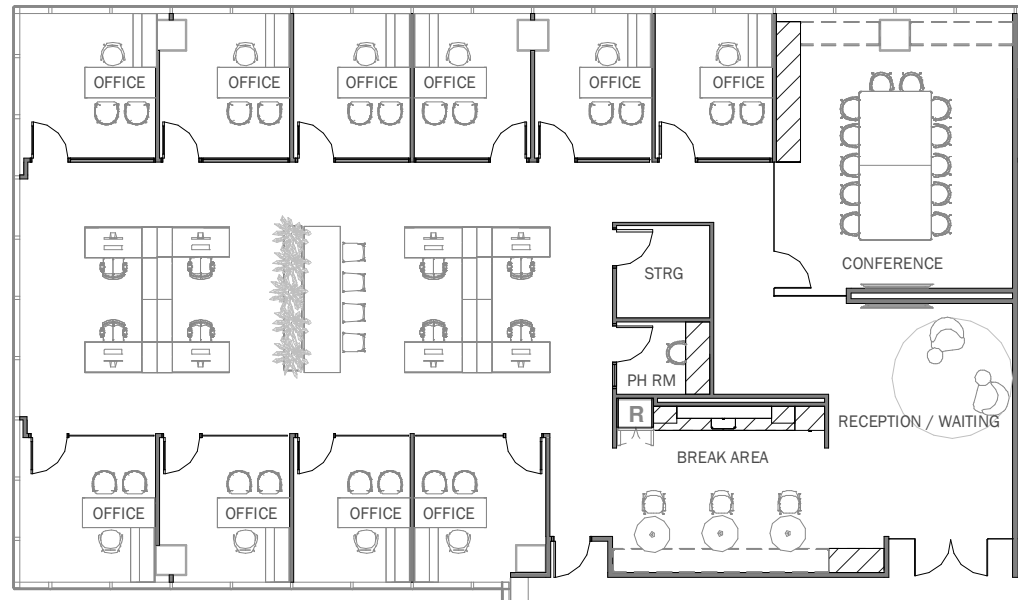 OFFICE
OFFICE
OFFICE
OFFICE
OFFICE
OFFICE
CONFERENCE
STRG
PH RM
R
RECEPTION / WAITING
BREAK AREA
OFFICE
OFFICE
OFFICE
OFFICE